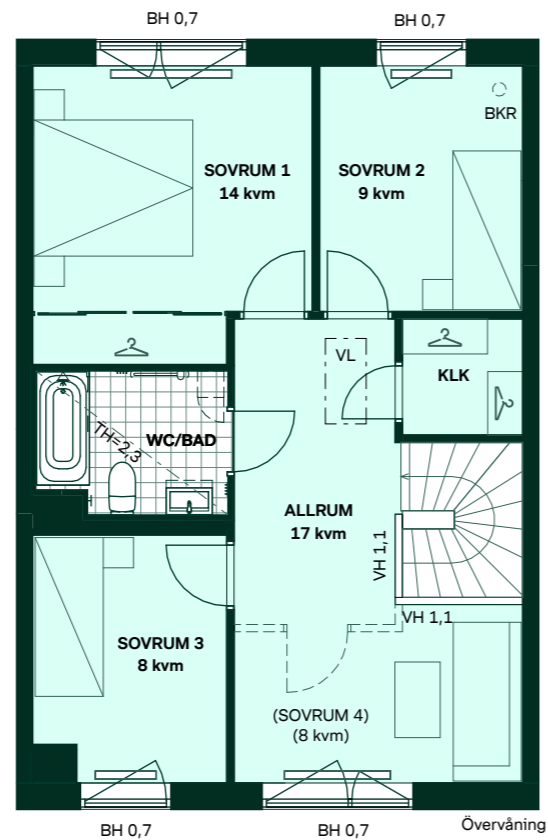 BH 0,7
BH 0,7
BKR
SOVRUM 1
14 kvm
SOVRUM 2
9 kvm
VL
KLK
TH=2,3
WC/BAD
ALLRUM
17 kvm
VH 1,1
VH 1,1
SOVRUM 3
8 kvm
(SOVRUM 4)
(8 kvm)
BH 0,7
BH 0,7
Övervåning